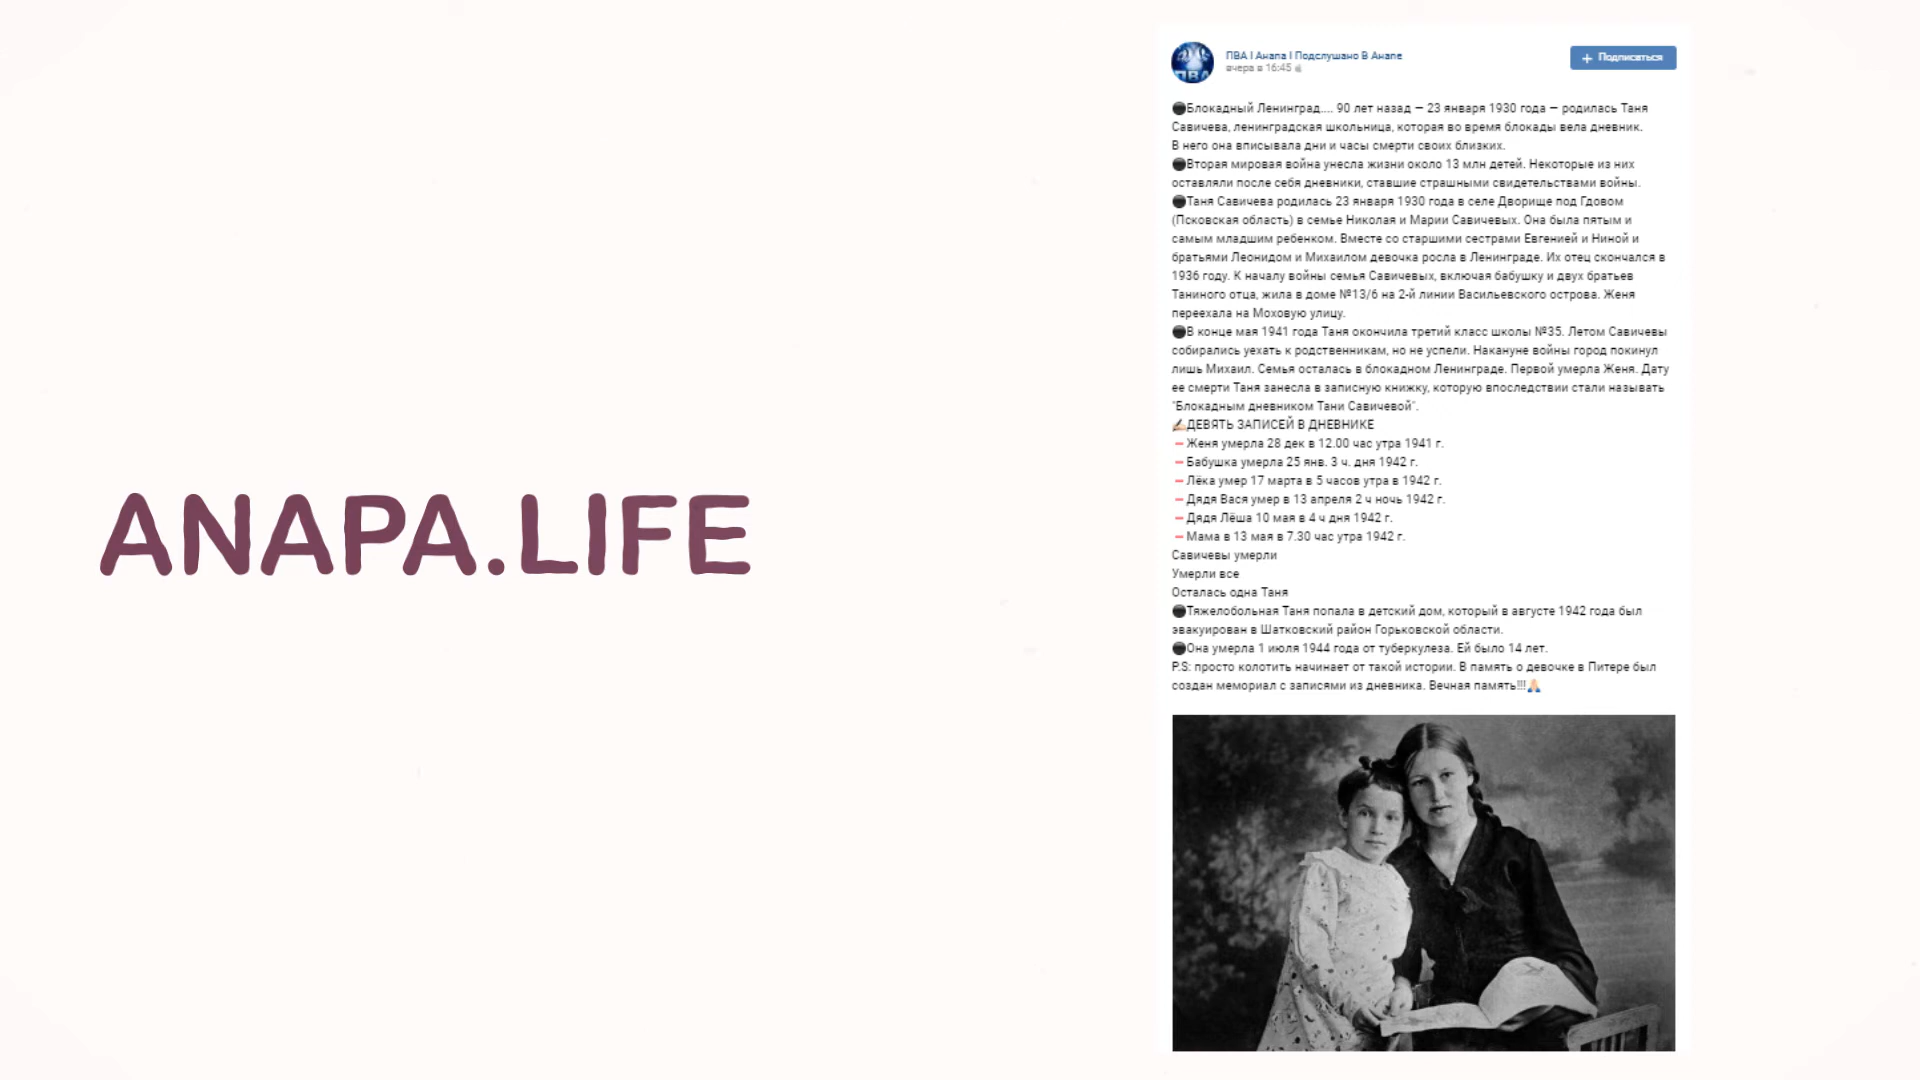 ANAPA.LIFE
ПВА | Анапа | Подслушано В Анапе
вчера в 16:45
+ Подписаться
⚫Блокадный Ленинград.... 90 лет назад — 23 января 1930 года — родилась Таня
Савичева, ленинградская школьница, которая во время блокады вела дневник.
В него она вписывала дни и часы смерти своих близких.
⚫Вторая мировая война унесла жизни около 13 млн детей. Некоторые из них
оставляли после себя дневники, ставшие страшными свидетельствами войны.
⚫Таня Савичева родилась 23 января 1930 года в селе Дворище под Гдовом
(Псковская область) в семье Николая и Марии Савичевых. Она была пятым и
самым младшим ребенком. Вместе со старшими сестрами Евгенией и Ниной и
братьями Леонидом и Михаилом девочка росла в Ленинграде. Их отец скончался в
1936 году. К началу войны семья Савичевых, включая бабушку и двух братьев
Таниного отца, жила в доме №13/6 на 2-й линии Васильевского острова. Женя
переехала на Моховую улицу.
⚫В конце мая 1941 года Таня окончила третий класс школы №35. Летом Савичевы
собирались уехать к родственникам, но не успели. Накануне войны город покинул
лишь Михаил. Семья осталась в блокадном Ленинграде. Первой умерла Женя. Дату
ее смерти Таня занесла в записную книжку, которую впоследствии стали называть
"Блокадным дневником Тани Савичевой".
✍🏻ДЕВЯТЬ ЗАПИСЕЙ В ДНЕВНИКЕ
➖Женя умерла 28 дек в 12.00 час утра 1941 г.
➖Бабушка умерла 25 янв. 3 ч. дня 1942 г.
➖Лёка умер 17 марта в 5 часов утра в 1942 г.
➖Дядя Вася умер в 13 апреля 2 ч ночь 1942 г.
➖Дядя Лёша 10 мая в 4 ч дня 1942 г.
➖Мама в 13 мая в 7.30 час утра 1942 г.
Савичевы умерли
Умерли все
Осталась одна Таня
⚫Тяжелобольная Таня попала в детский дом, который в августе 1942 года был
эвакуирован в Шатковский район Горьковской области.
⚫Она умерла 1 июля 1944 года от туберкулеза. Ей было 14 лет.
P.S: просто колотить начинает от такой истории. В память о девочке в Питере был
создан мемориал с записями из дневника. Вечная память!!!🙏🏻